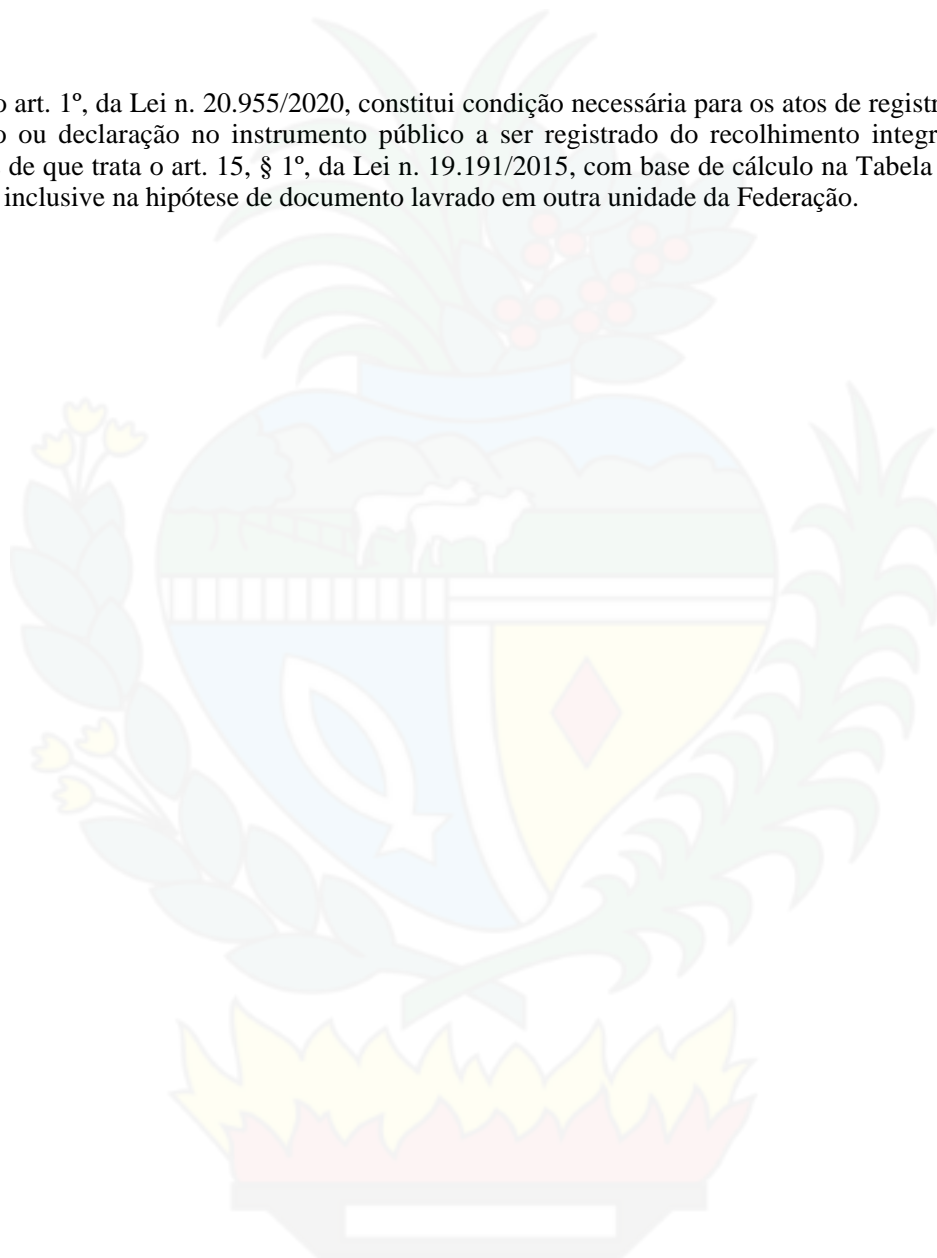 o art. 1º, da Lei n. 20.955/2020, constitui condição necessária para os atos de registr
o ou declaração no instrumento público a ser registrado do recolhimento integr
de que trata o art. 15, § 1º, da Lei n. 19.191/2015, com base de cálculo na Tabela
inclusive na hipótese de documento lavrado em outra unidade da Federação.